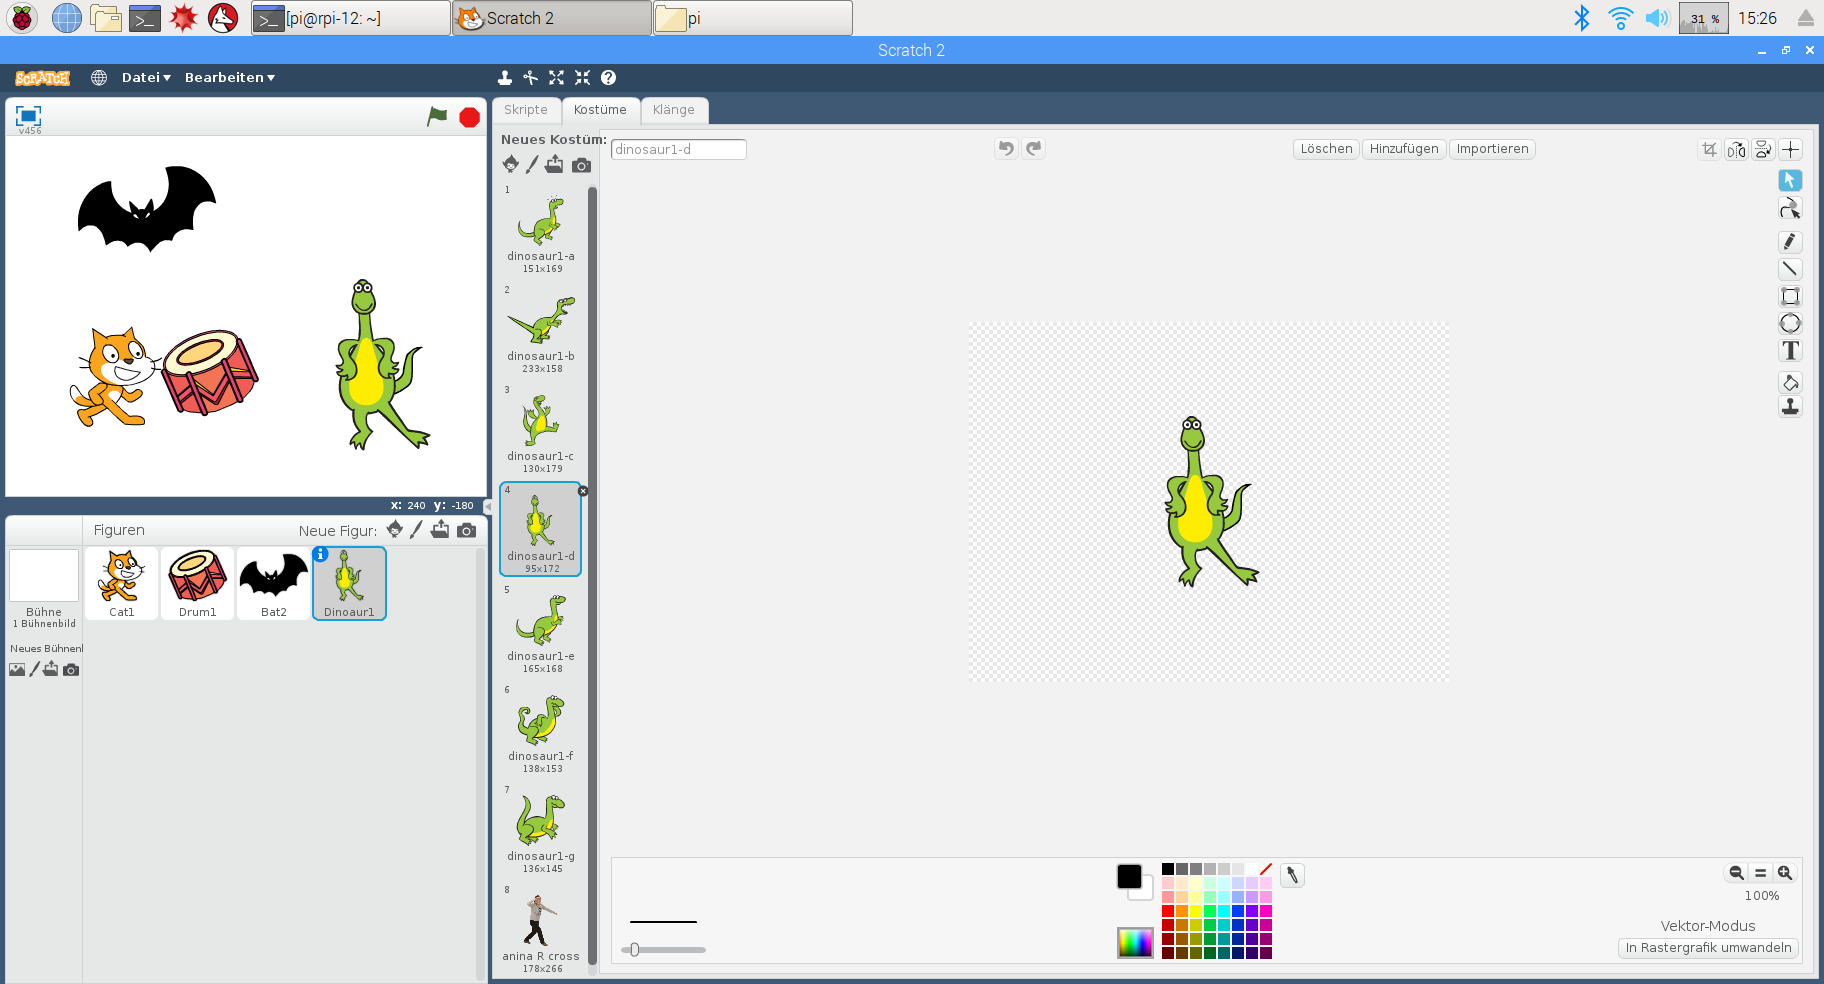 [pi@rpi-12: ~]
Scratch 2
pi
31 %
15:26
Scratch 2
SCRATCH
Datei
Bearbeiten
v456
Skripte
Kostüme
Klänge
Neues Kostüm:
dinosaur1-d
Löschen
Hinzufügen
Importieren
1
dinosaur1-a
151x169
2
dinosaur1-b
233x158
3
dinosaur1-c
130x179
4
dinosaur1-d
95x172
5
dinosaur1-e
165x168
6
dinosaur1-f
138x153
7
dinosaur1-g
136x145
8
anina R cross
178x266
x: 240 y: -180
Figuren
Neue Figur:
Bühne
1 Bühnenbild
Neues Bühnenl
Cat1
Drum1
Bat2
Dinoaur1
T
100%
Vektor-Modus
In Rastergrafik umwandeln